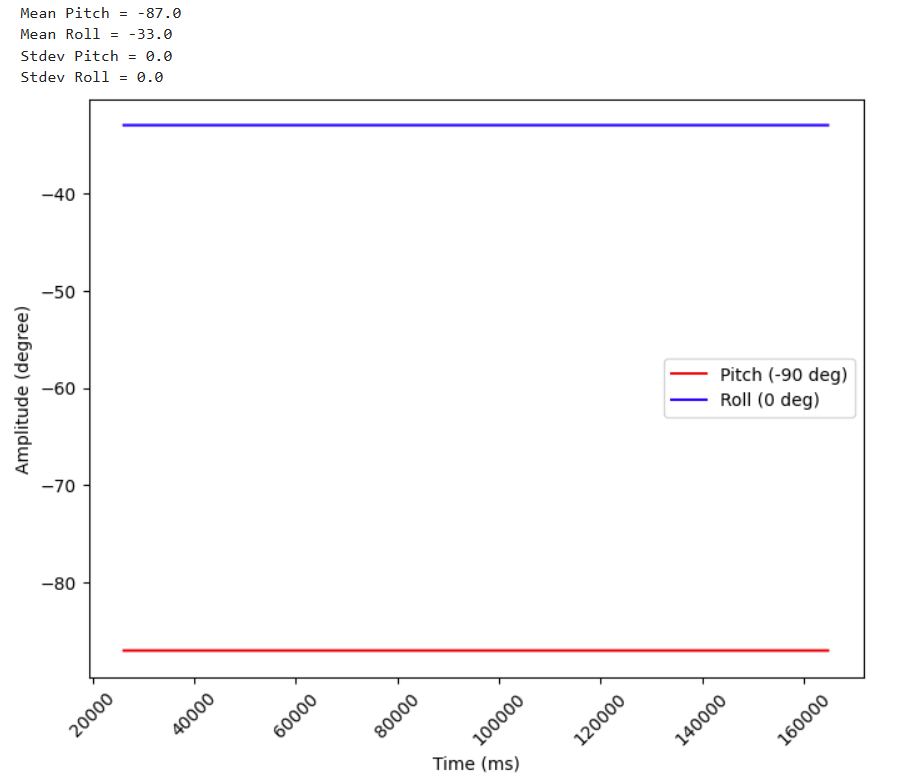 Mean Pitch = -87.0
Mean Roll = -33.0
Stdev Pitch = 0.0
Stdev Roll = 0.0
−40
−50
−60
−70
−80
Amplitude (degree)
Pitch (-90 deg)
Roll (0 deg)
20000
40000
60000
80000
100000
120000
140000
160000
Time (ms)